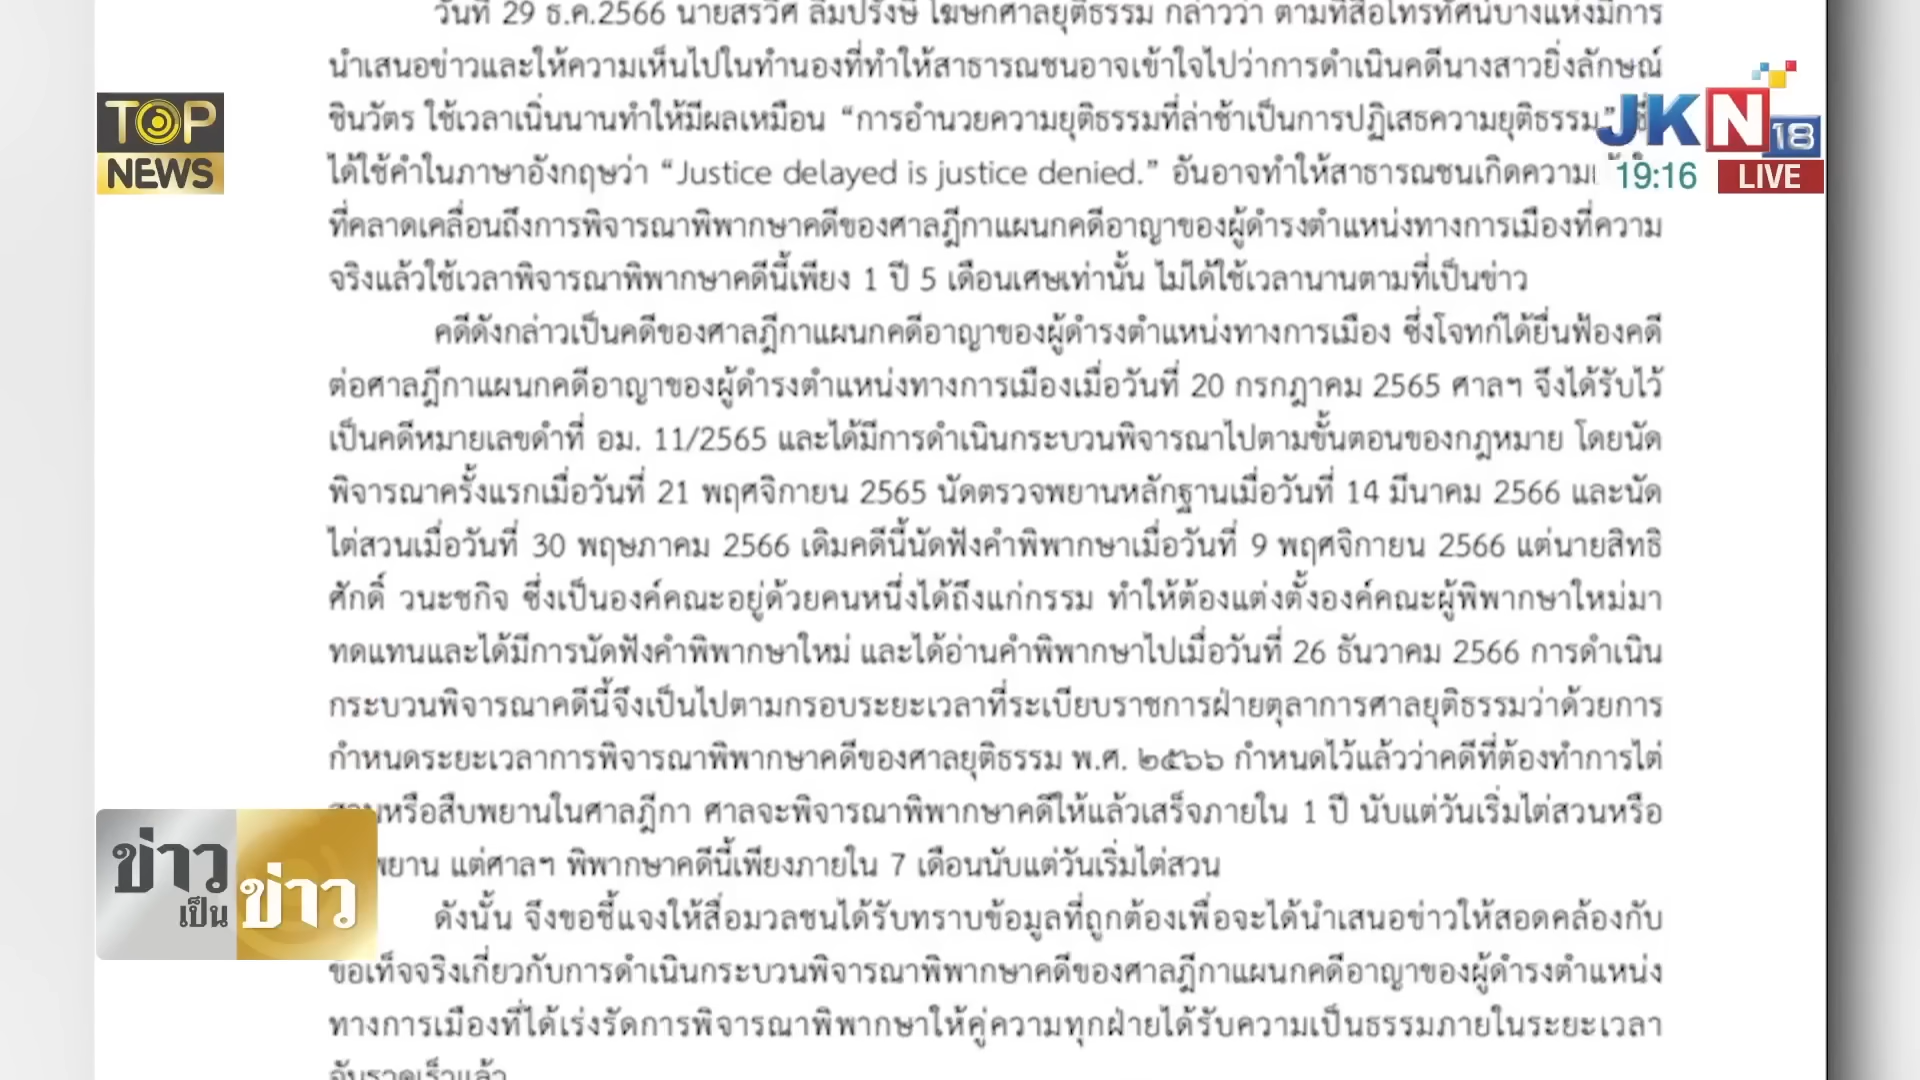 วันที่ 29 ธ.ค.2566 นายสรวิศ ลิมปรังษี โฆษกศาลยุติธรรม กล่าวว่า ตามที่สื่อโทรทัศน์บางแห่งมีการ
นำเสนอข่าวและให้ความเห็นไปในทำนองที่ทำให้สาธารณชนอาจเข้าใจไปว่าการดำเนินคดีนางสาวยิ่งลักษณ์
ชินวัตร ใช้เวลาเนิ่นนานทำให้มีผลเหมือน “การอำนวยความยุติธรรมที่ล่าช้าเป็นการปฏิเสธความยุติธรรม”
ได้ใช้คำในภาษาอังกฤษว่า “Justice delayed is justice denied.” อันอาจทำให้สาธารณชนเกิดความ
ที่คลาดเคลื่อนถึงการพิจารณาพิพากษาคดีของศาลฎีกาแผนกคดีอาญาของผู้ดำรงตำแหน่งทางการเมืองที่ความ
จริงแล้วใช้เวลาพิจารณาพิพากษาคดีนี้เพียง 1 ปี 5 เดือนเศษเท่านั้น ไม่ได้ใช้เวลานานตามที่เป็นข่าว
คดีดังกล่าวเป็นคดีของศาลฎีกาแผนกคดีอาญาของผู้ดำรงตำแหน่งทางการเมือง ซึ่งโจทก์ได้ยื่นฟ้องคดี
ต่อศาลฎีกาแผนกคดีอาญาของผู้ดำรงตำแหน่งทางการเมืองเมื่อวันที่ 20 กรกฎาคม 2565 ศาลฯ จึงได้รับไว้
เป็นคดีหมายเลขดำที่ อม. 11/2565 และได้มีการดำเนินกระบวนพิจารณาไปตามขั้นตอนของกฎหมาย โดยนัด
พิจารณาครั้งแรกเมื่อวันที่ 21 พฤศจิกายน 2565 นัดตรวจพยานหลักฐานเมื่อวันที่ 14 มีนาคม 2566 และนัด
ไต่สวนเมื่อวันที่ 30 พฤษภาคม 2566 เดิมคดีนี้นัดฟังคำพิพากษาเมื่อวันที่ 9 พฤศจิกายน 2566 แต่นายสิทธิ
ศักดิ์ วนะชกิจ ซึ่งเป็นองค์คณะอยู่ด้วยคนหนึ่งได้ถึงแก่กรรม ทำให้ต้องแต่งตั้งองค์คณะผู้พิพากษาใหม่มา
ทดแทนและได้มีการนัดฟังคำพิพากษาใหม่ และได้อ่านคำพิพากษาไปเมื่อวันที่ 26 ธันวาคม 2566 การดำเนิน
กระบวนพิจารณาคดีนี้จึงเป็นไปตามกรอบระยะเวลาที่ระเบียบราชการฝ่ายตุลาการศาลยุติธรรมว่าด้วยการ
กำหนดระยะเวลาการพิจารณาพิพากษาคดีของศาลยุติธรรม พ.ศ. ๒๕๖๖ กำหนดไว้แล้วว่าคดีที่ต้องทำการไต่
สวนหรือสืบพยานในศาลฎีกา ศาลจะพิจารณาพิพากษาคดีให้แล้วเสร็จภายใน 1 ปี นับแต่วันเริ่มไต่สวนหรือ
พยาน แต่ศาลฯ พิพากษาคดีนี้เพียงภายใน 7 เดือนนับแต่วันเริ่มไต่สวน
ดังนั้น จึงขอชี้แจงให้สื่อมวลชนได้รับทราบข้อมูลที่ถูกต้องเพื่อจะได้นำเสนอข่าวให้สอดคล้องกับ
ข้อเท็จจริงเกี่ยวกับการดำเนินกระบวนพิจารณาพิพากษาคดีของศาลฎีกาแผนกคดีอาญาของผู้ดำรงตำแหน่ง
ทางการเมืองที่ได้เร่งรัดการพิจารณาพิพากษาให้คู่ความทุกฝ่ายได้รับความเป็นธรรมภายในระยะเวลา
อันรวดเร็วแล้ว
TOP
NEWS
JKN 18
19:16 LIVE
ข่าว
เป็น
ข่าว